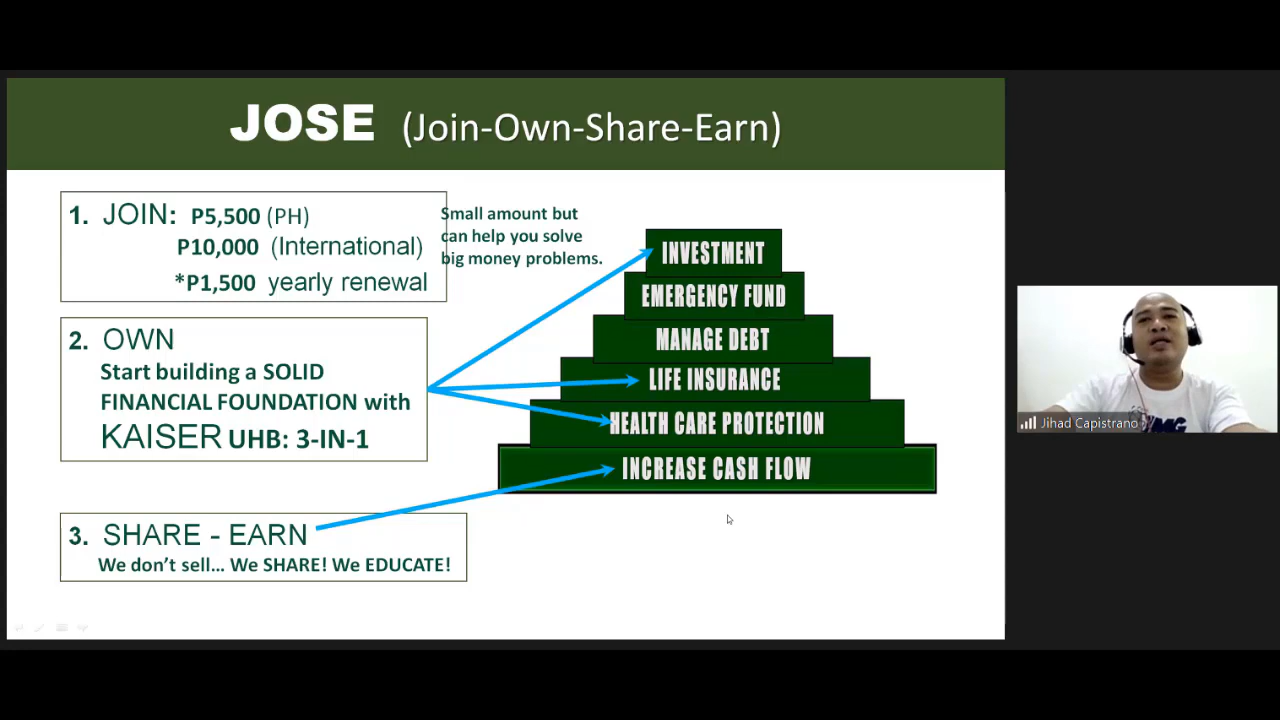 JOSE (Join-Own-Share-Earn)
1. JOIN: P5,500 (PH)
P10,000 (International)
*P1,500 yearly renewal
Small amount but
can help you solve
big money problems.
2. OWN
Start building a SOLID
FINANCIAL FOUNDATION with
KAISER UHB: 3-IN-1
3. SHARE - EARN
We don't sell... We SHARE! We EDUCATE!
INVESTMENT
EMERGENCY FUND
MANAGE DEBT
LIFE INSURANCE
HEALTH CARE PROTECTION
INCREASE CASH FLOW
Jihad Capistrano